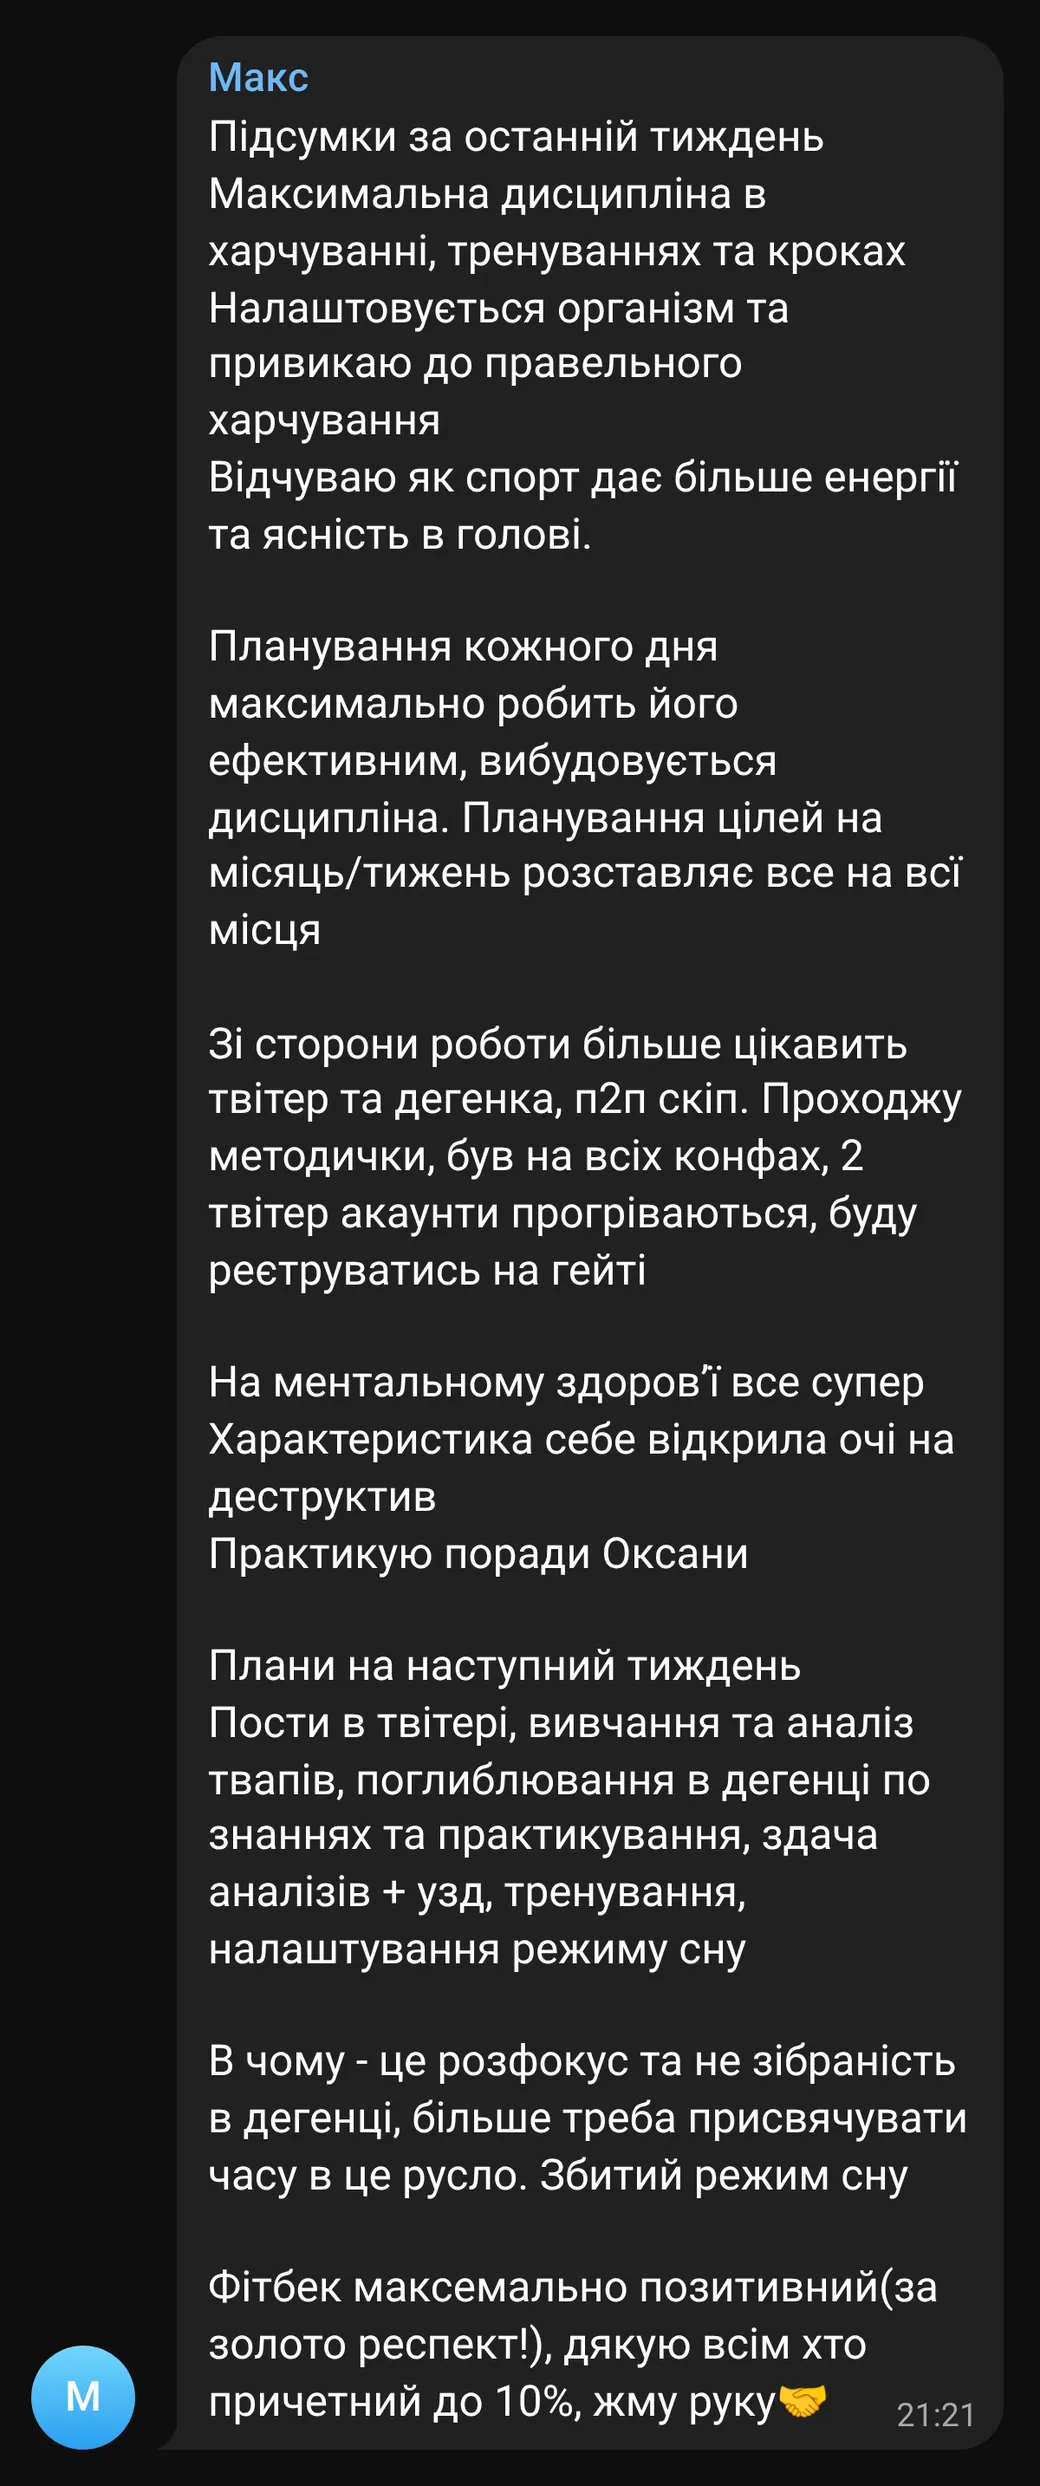 Макс
Підсумки за останній тиждень
Максимальна дисципліна в
харчуванні, тренуваннях та кроках
Налаштовується організм та
привикаю до правельного
харчування
Відчуваю як спорт дає більше енергії
та ясність в голові.
Планування кожного дня
максимально робить його
ефективним, вибудовується
дисципліна. Планування цілей на
місяць/тижень розставляє все на всї
місця
Зі сторони роботи більше цікавить
твітер та дегенка, п2п скіп. Проходжу
методички, був на всіх конфах, 2
твітер акаунти прогріваються, буду
реєструватись на гейті
На ментальному здоров’ї все супер
Характеристика себе відкрила очі на
деструктив
Практикую поради Оксани
Плани на наступний тиждень
Пости в твітері, вивчання та аналіз
твапів, поглиблювання в дегенці по
знаннях та практикування, здача
аналізів + узд, тренування,
налаштування режиму сну
В чому - це розфокус та не зібраність
в дегенці, більше треба присвячувати
часу в це русло. Збитий режим сну
Фітбек максемально позитивний(за
золото респект!), дякую всім хто
причетний до 10%, жму руку🤝
21:21
М